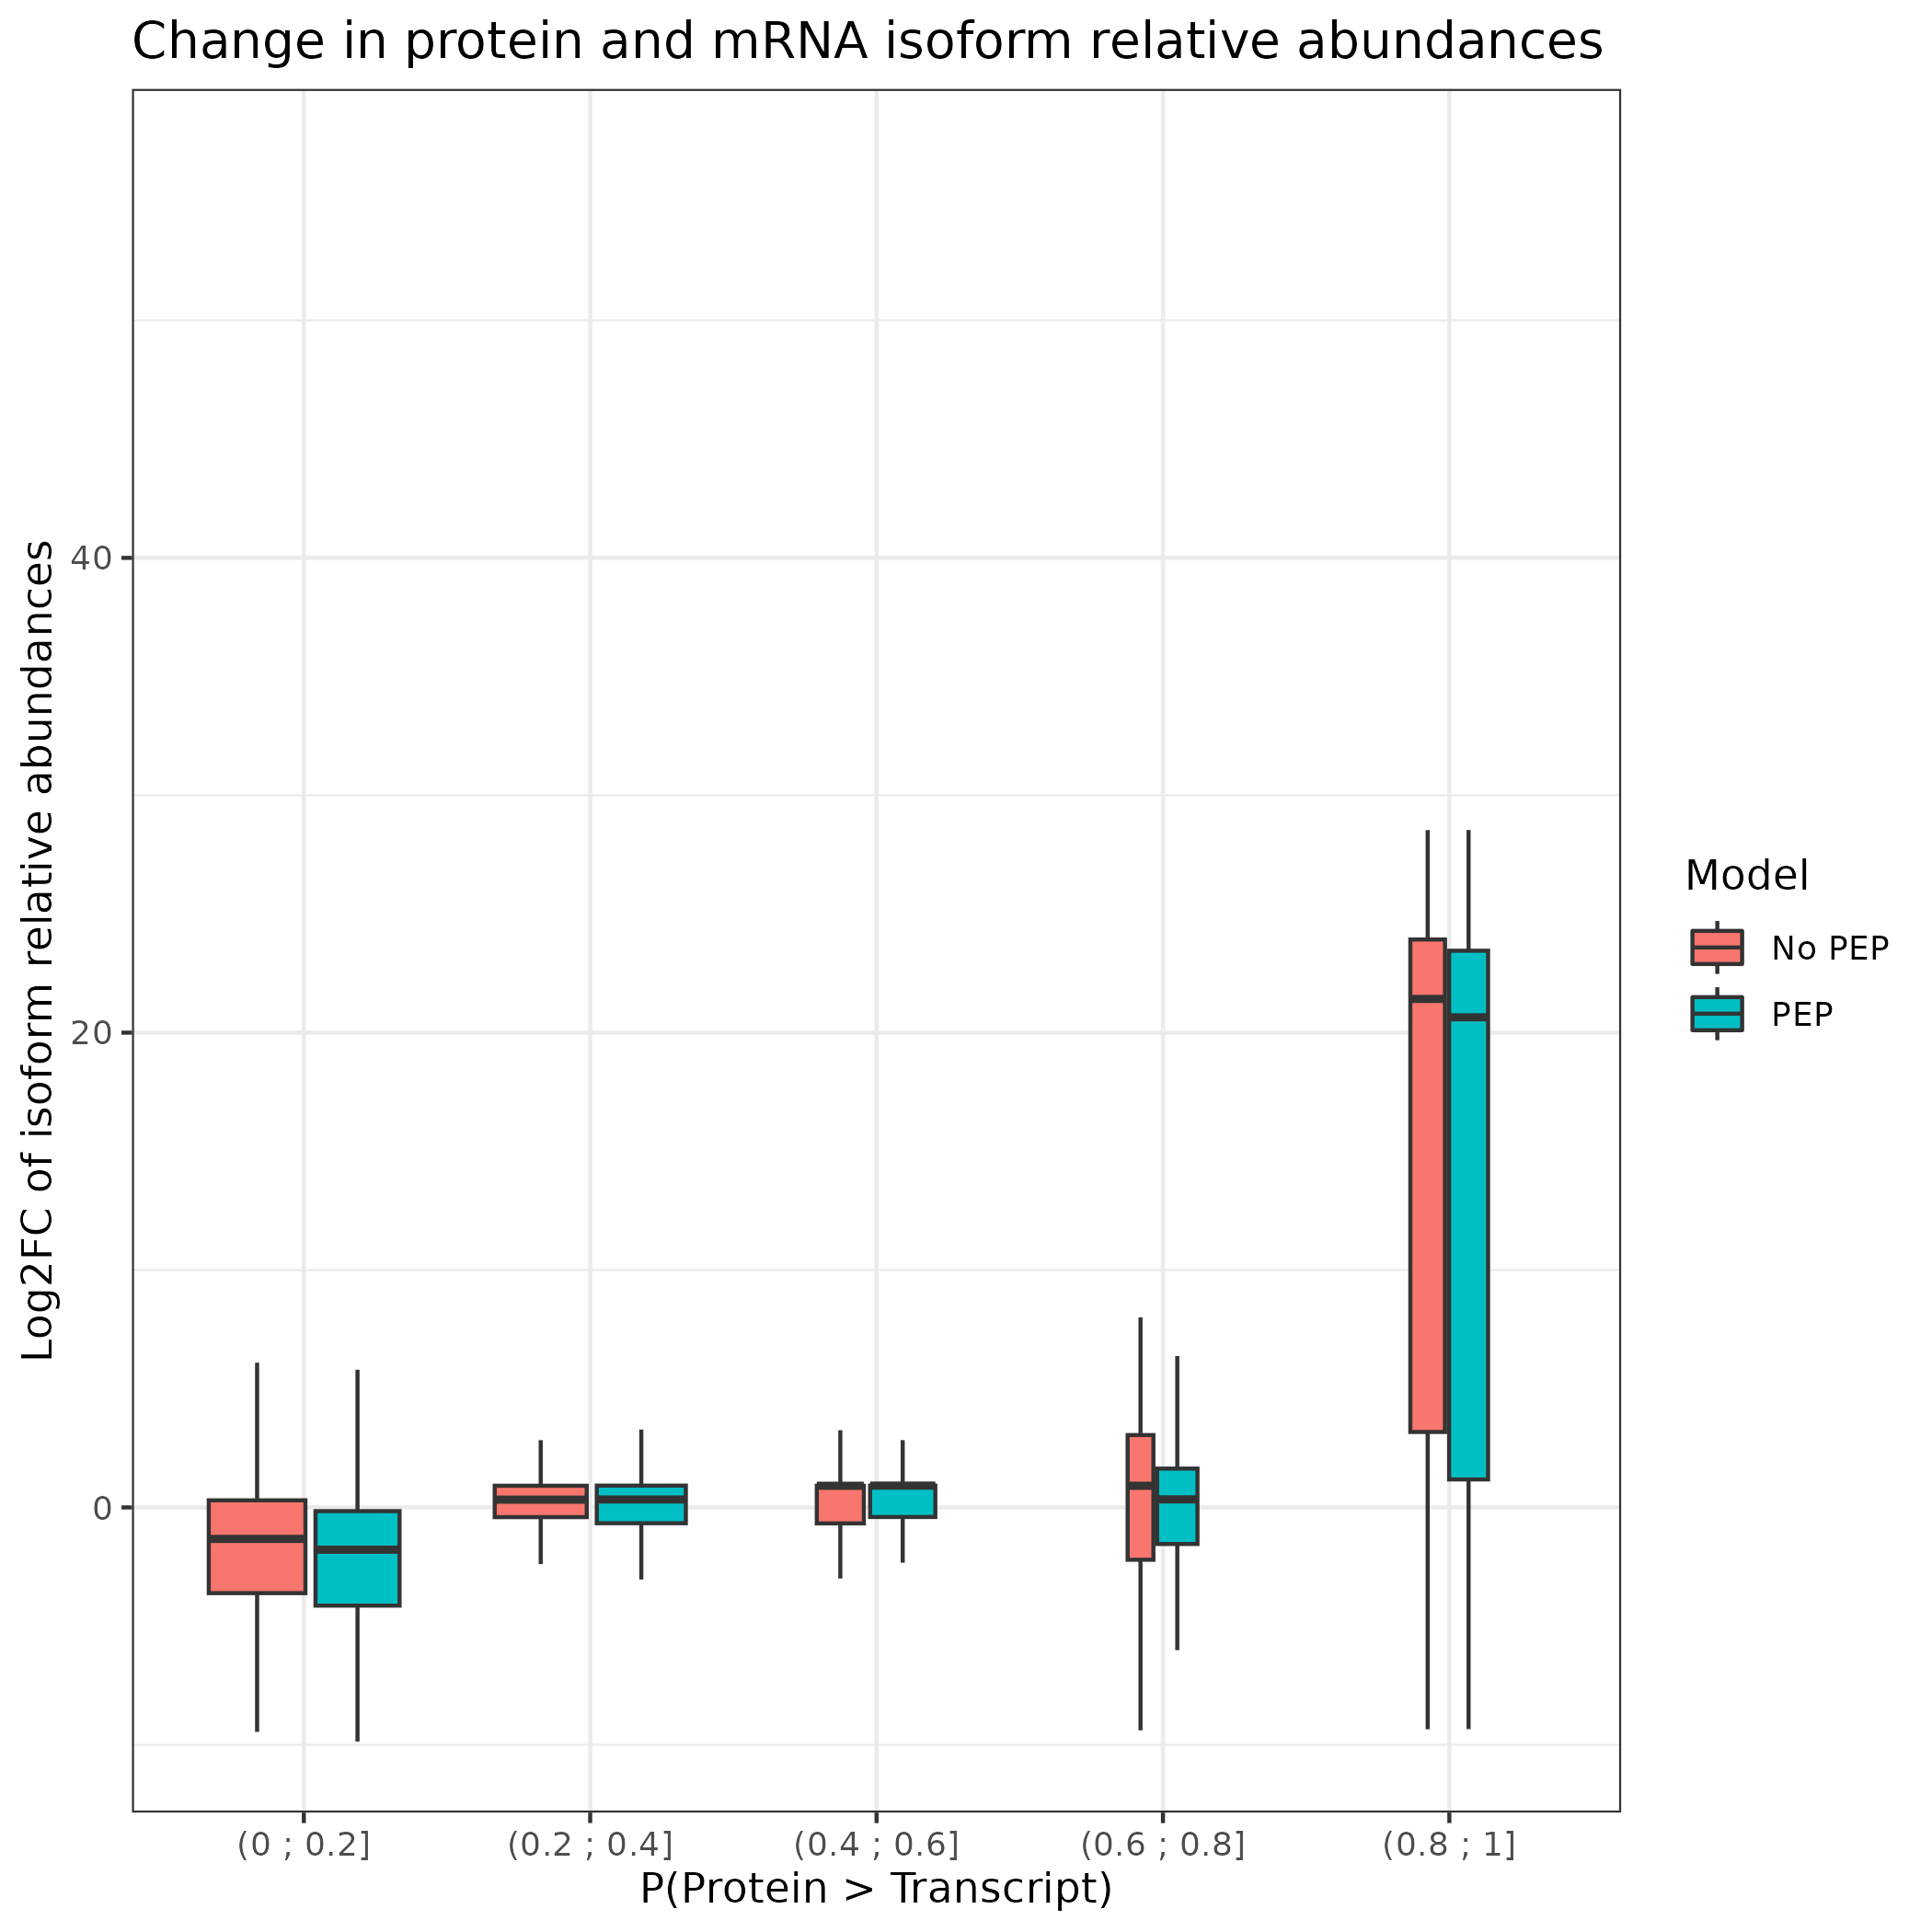 Change in protein and mRNA isoform relative abundances
Log2FC of isoform relative abundances
40
20
0
(0 ; 0.2]
(0.2 ; 0.4]
(0.4 ; 0.6]
(0.6 ; 0.8]
(0.8 ; 1]
P(Protein > Transcript)
Model
No PEP
PEP